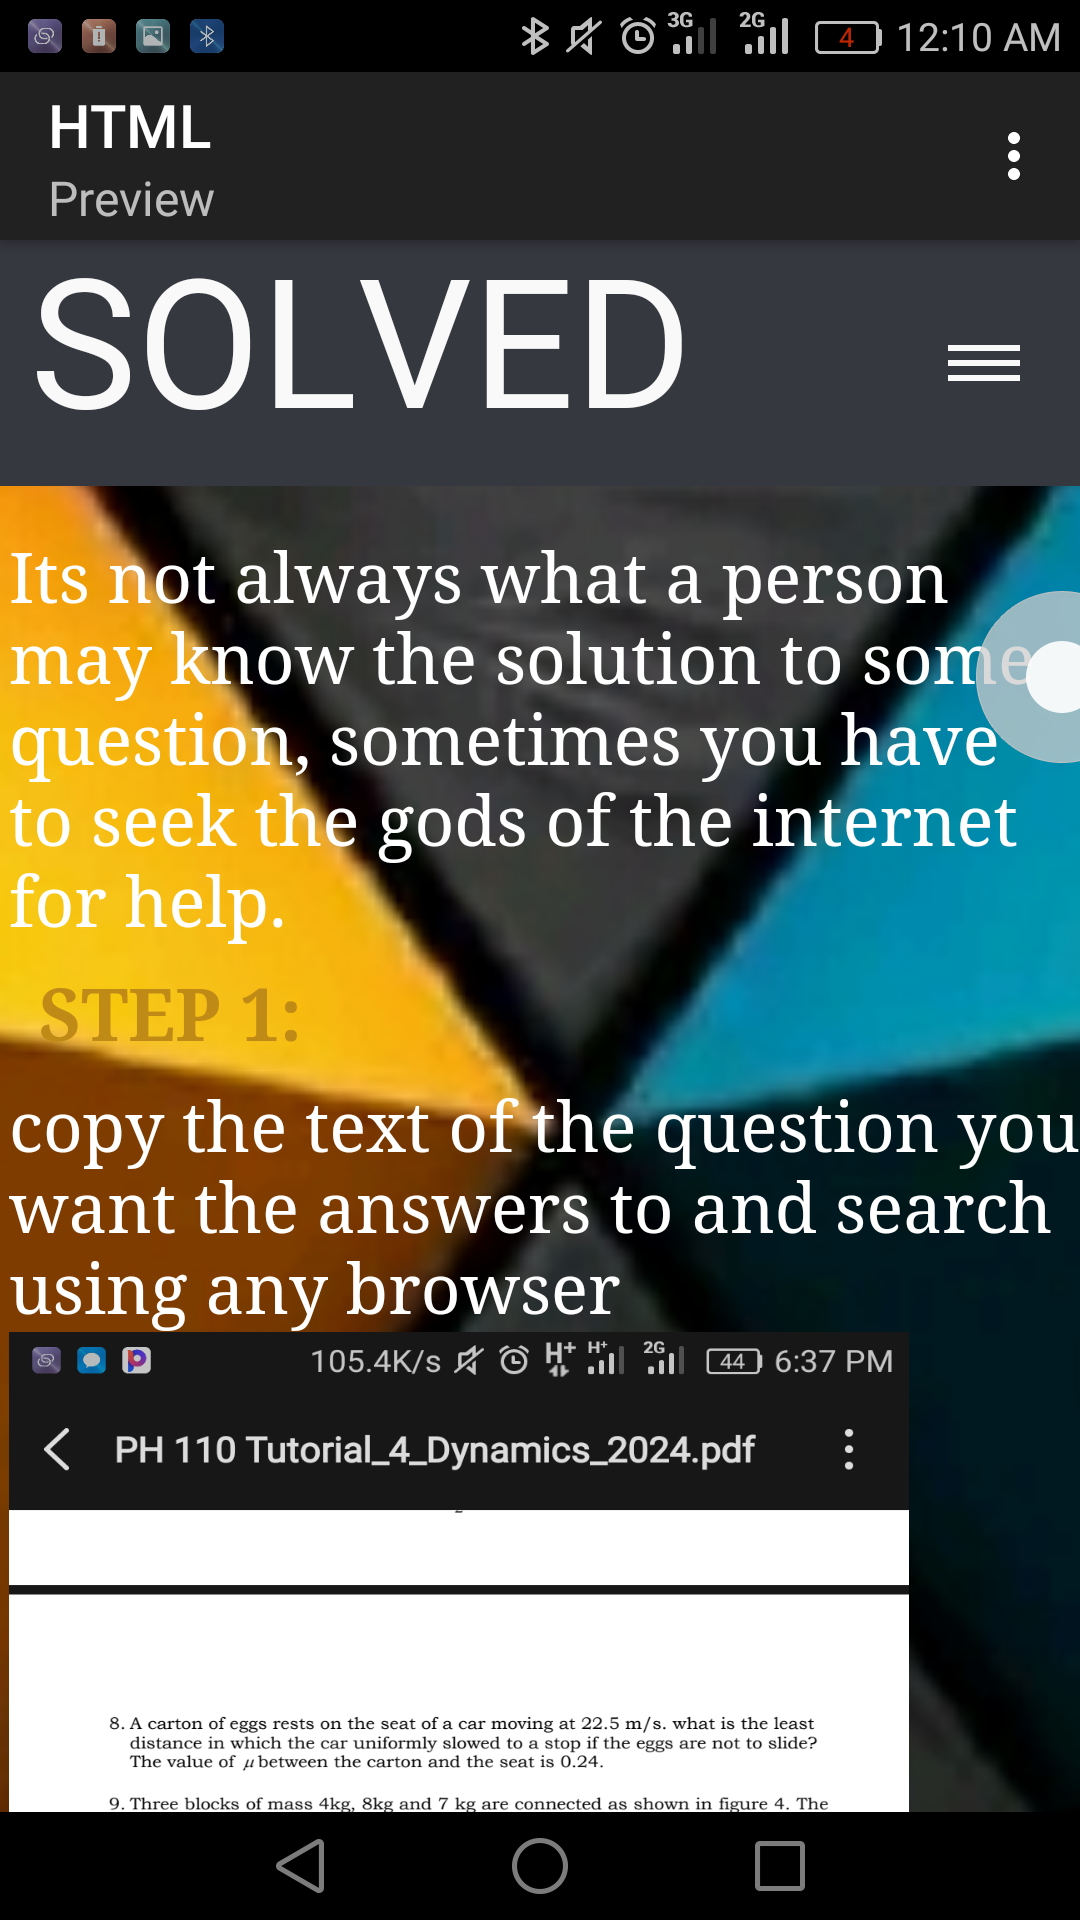 3G 2G 4 12:10 AM
HTML
Preview
SOLVED
Its not always what a person
may know the solution to some
question, sometimes you have
to seek the gods of the internet
for help.
STEP 1:
copy the text of the question you
want the answers to and search
using any browser
105.4K/s H+ H+ 2G 44 6:37 PM
PH 110 Tutorial_4_Dynamics_2024.pdf
8. A carton of eggs rests on the seat of a car moving at 22.5 m/s. what is the least
distance in which the car uniformly slowed to a stop if the eggs are not to slide?
The value of μ between the carton and the seat is 0.24.
9. Three blocks of mass 4kg, 8kg and 7 kg are connected as shown in figure 4. The